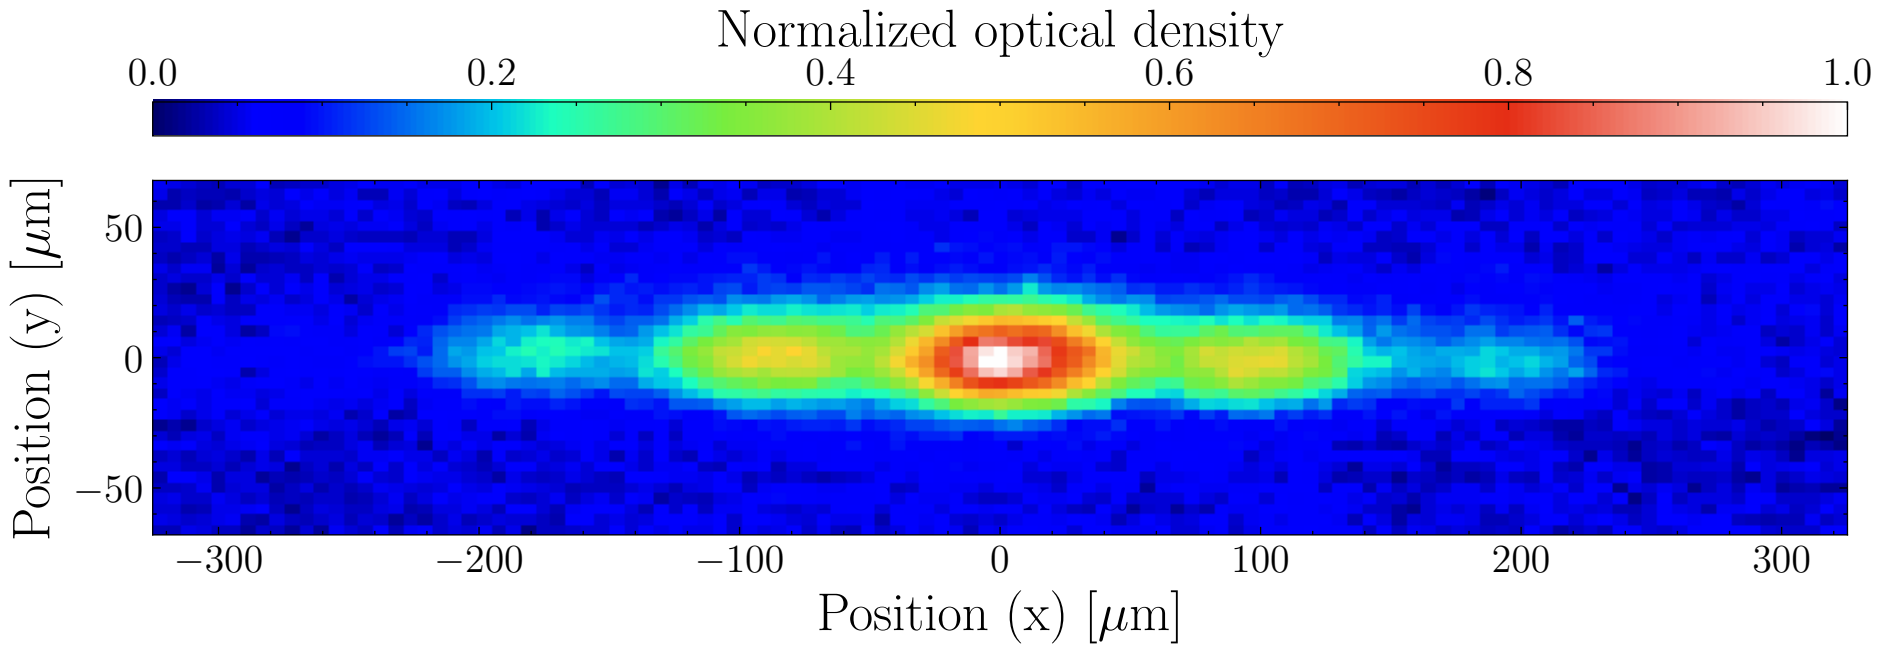 Normalized optical density
0.0 0.2 0.4 0.6 0.8 1.0
Position (y) [μm]
50
0
−50
−300 −200 −100 0 100 200 300
Position (x) [μm]